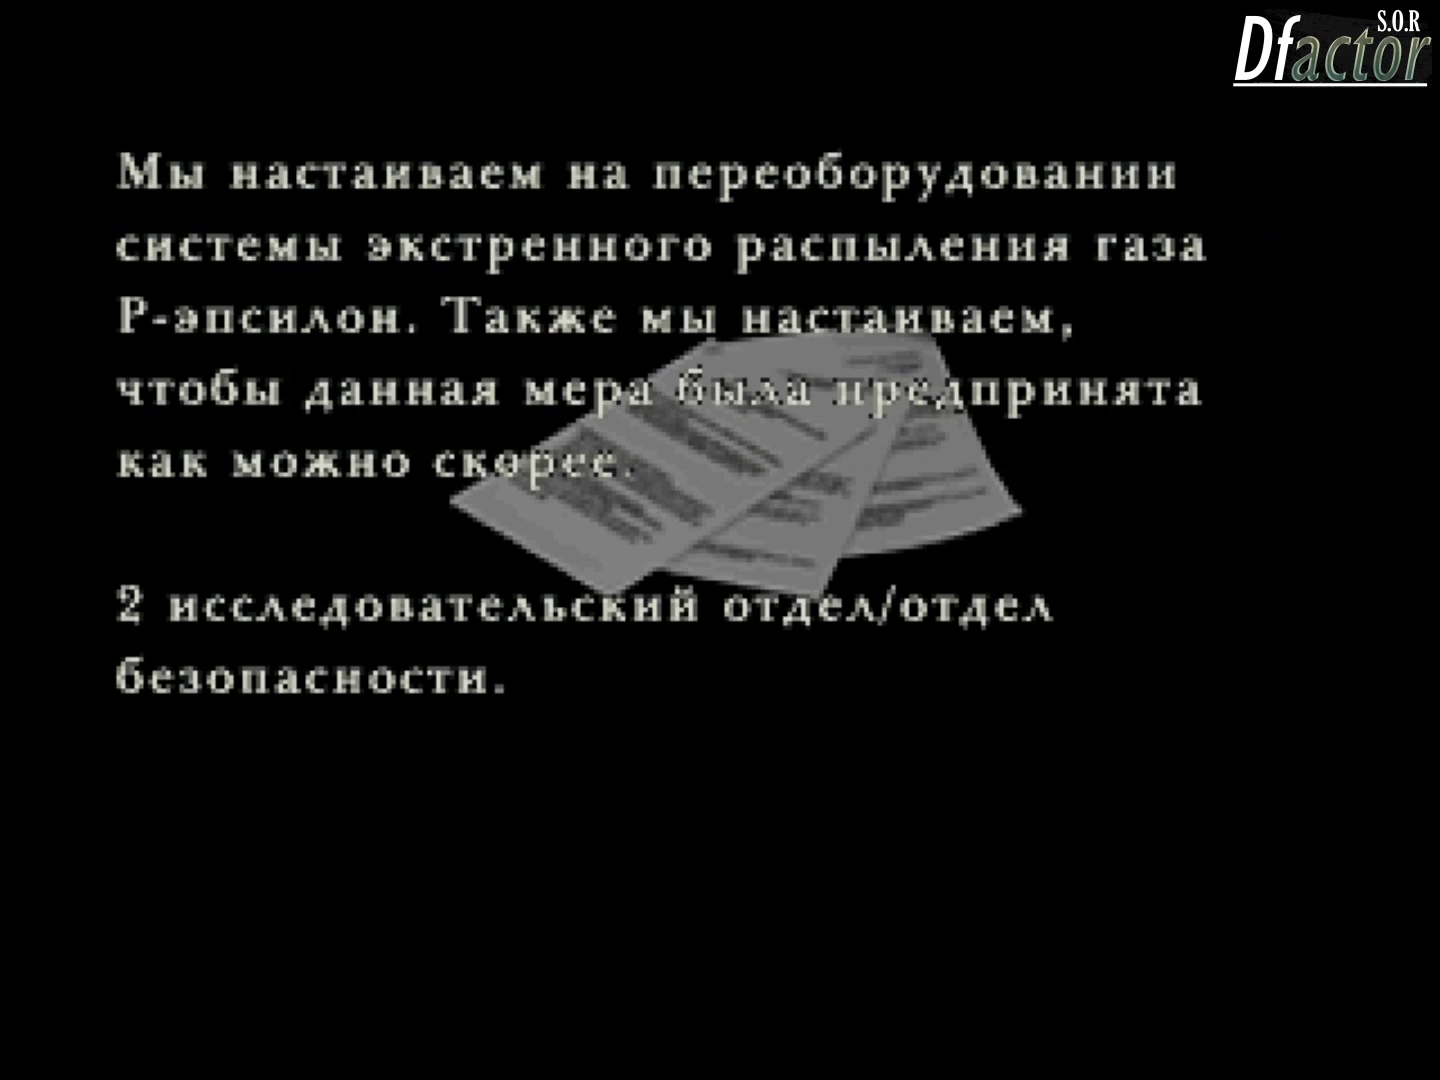 S.O.R
Dfactor
Мы настаиваем на переоборудовании
системы экстренного распыления газа
Р-эпсилон. Также мы настаиваем,
чтобы данная мера была предпринята
как можно скорее.
2 исследовательский отдел/отдел
безопасности.